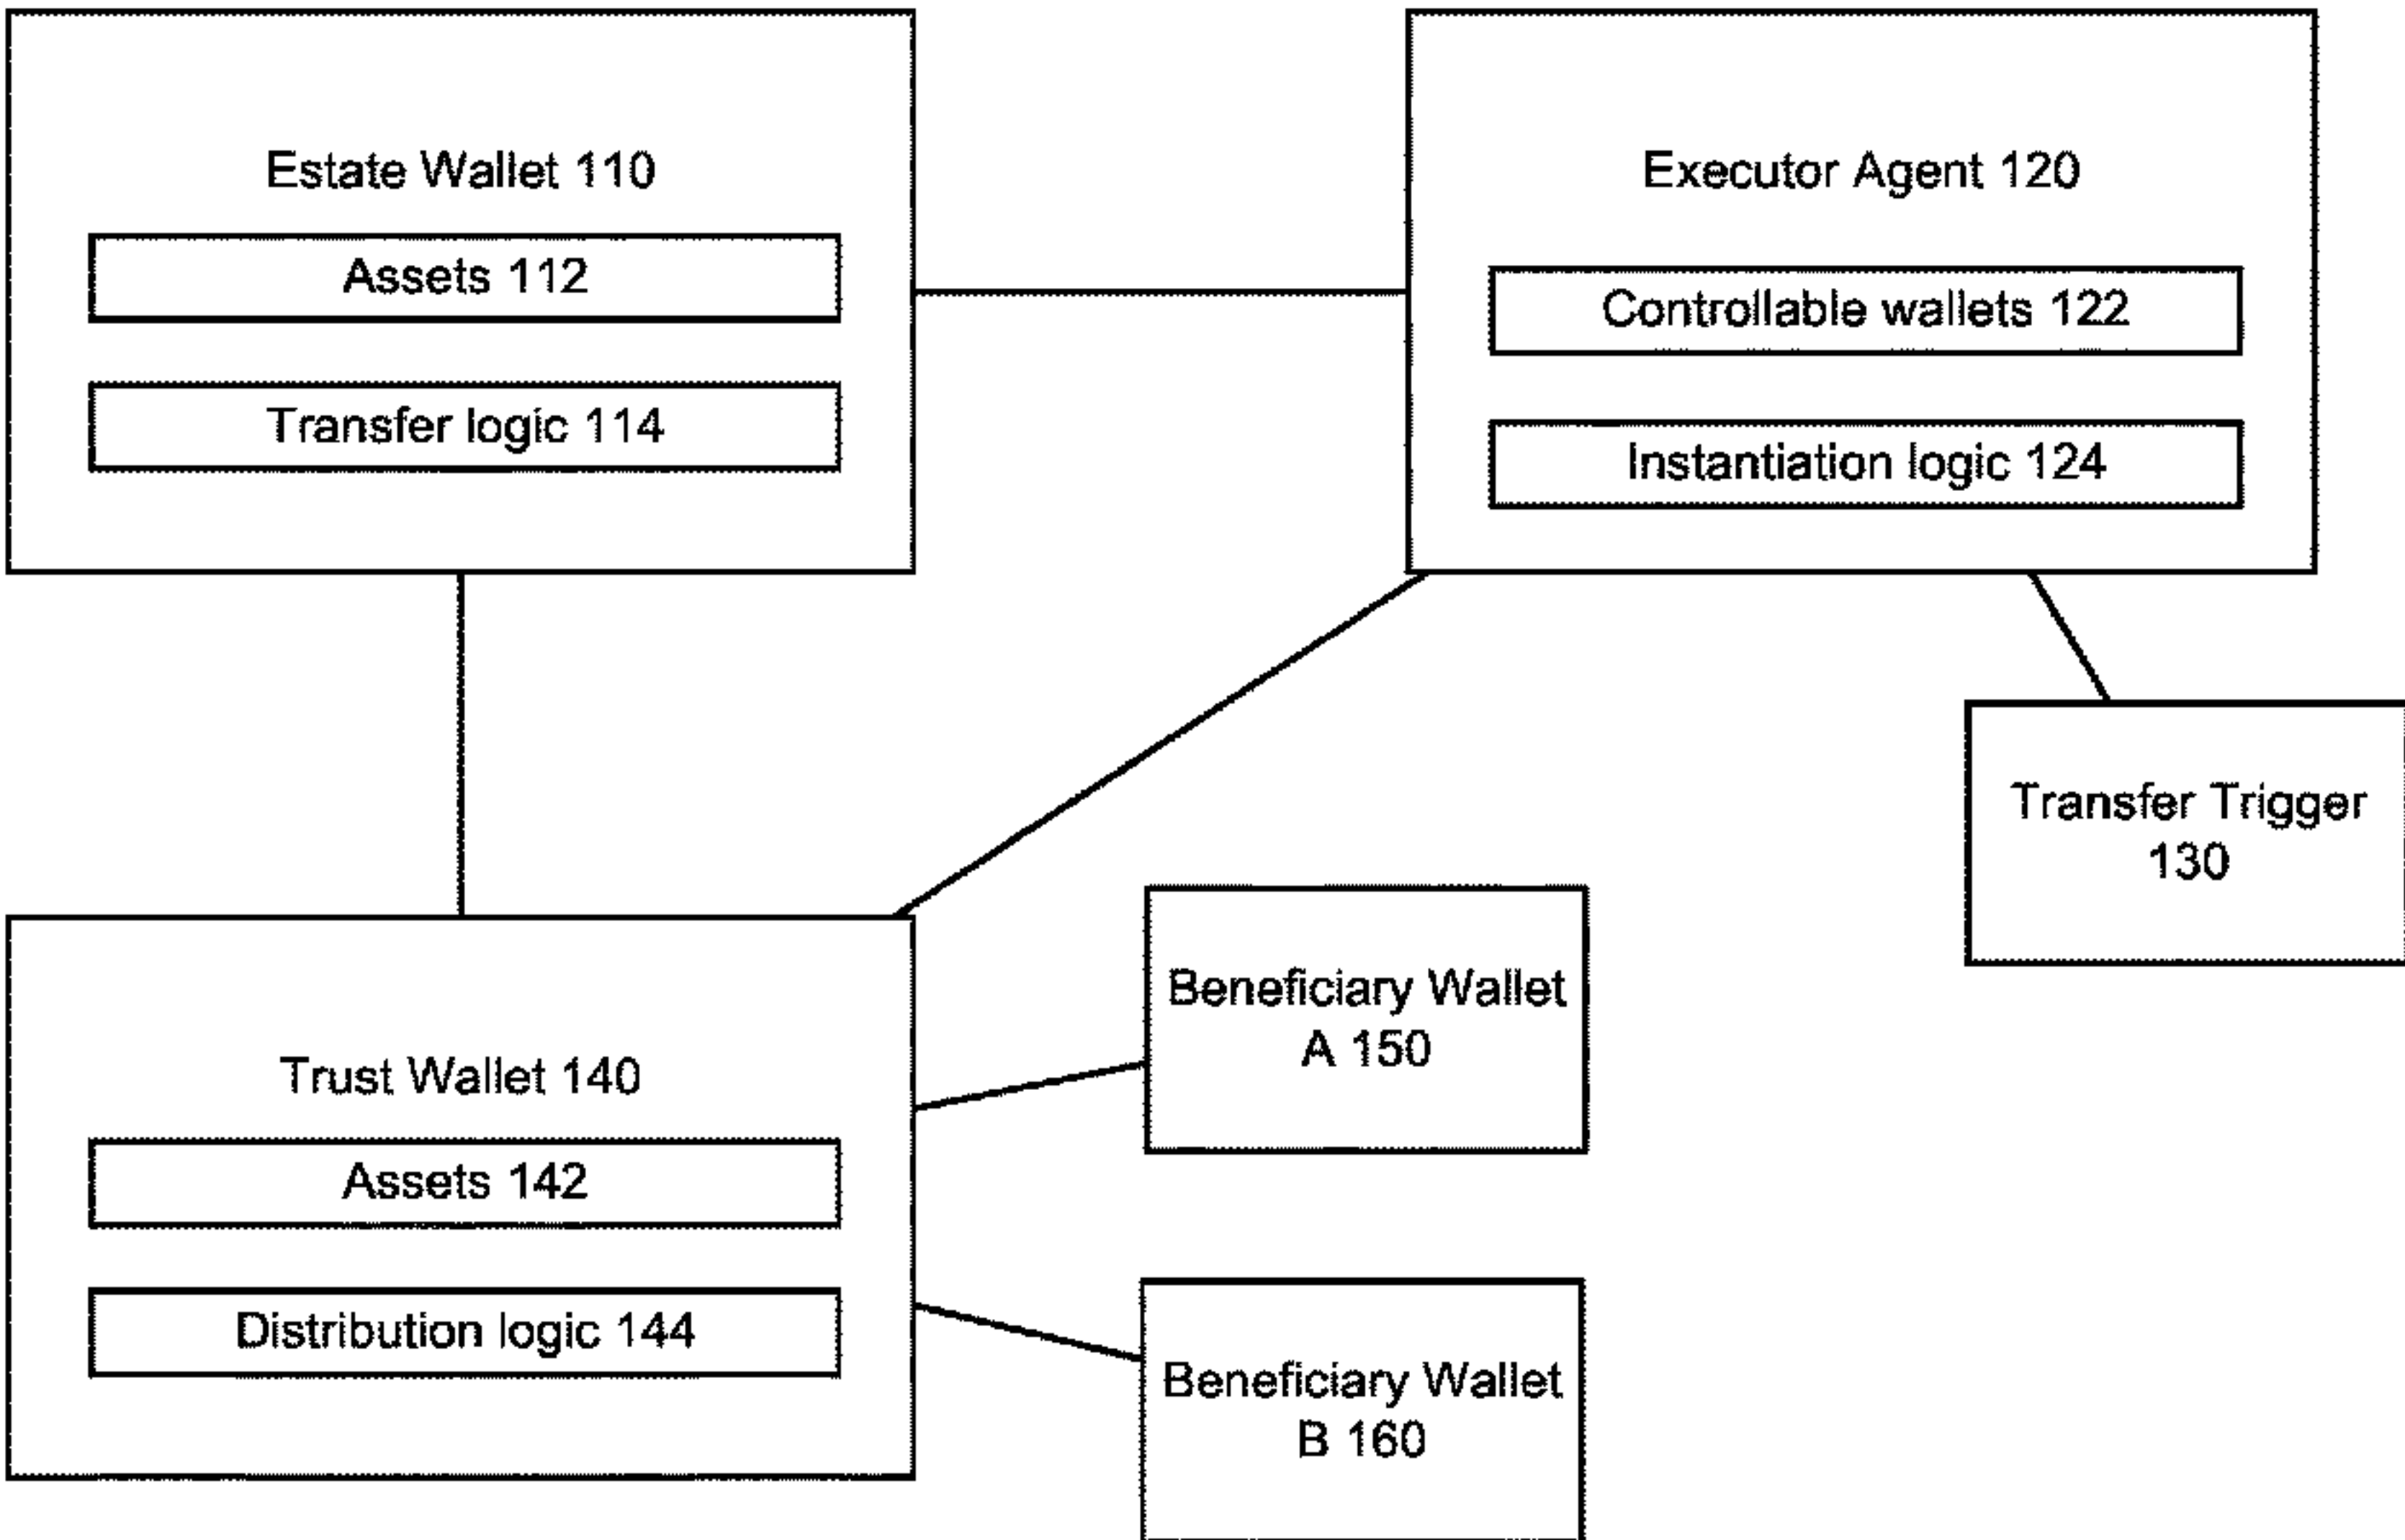 Estate Wallet 110
Assets 112
Transfer logic 114
Executor Agent 120
Controllable wallets 122
Instantiation logic 124
Transfer Trigger
130
Trust Wallet 140
Assets 142
Distribution logic 144
Beneficiary Wallet
A 150
Beneficiary Wallet
B 160